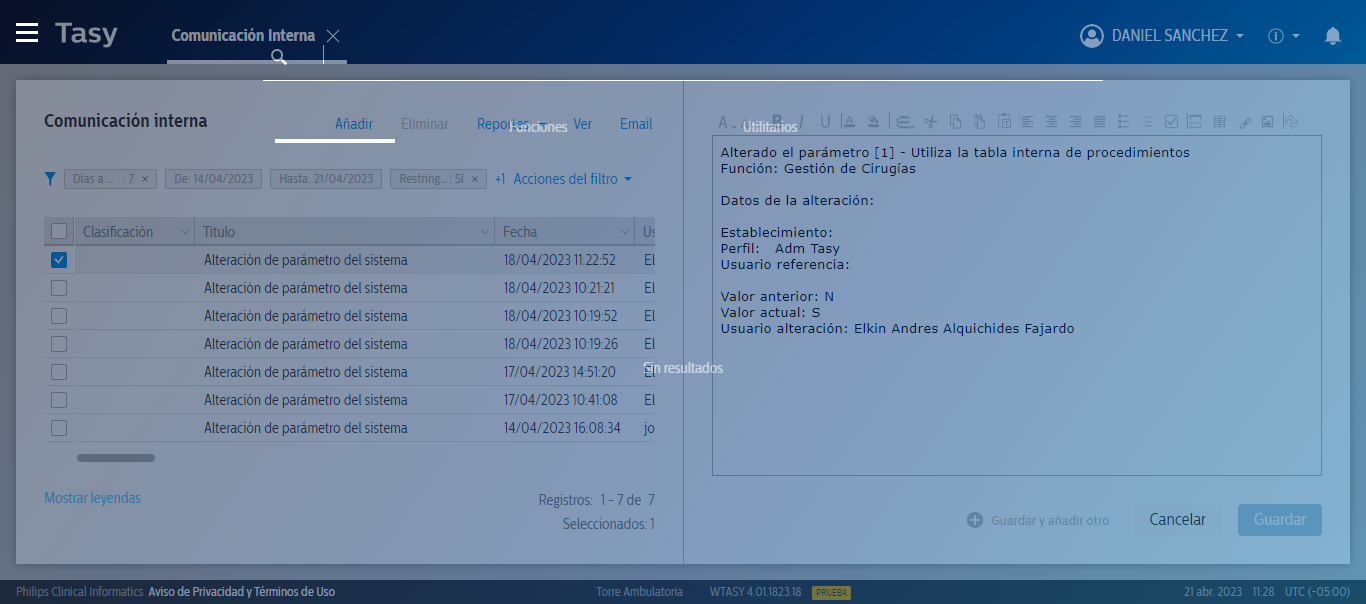 Tasy
Comunicación Interna
DANIEL SANCHEZ
Comunicación interna
Añadir Eliminar Reportes Ver Email
Funciones Utilitarios
Días a ... : 7 × De: 14/04/2023 Hasta: 21/04/2023 Restring... : Sí × +1 Acciones del filtro
Clasificación Título Fecha Us
Alteración de parámetro del sistema 18/04/2023 11:22:52 El
Alteración de parámetro del sistema 18/04/2023 10:21:21 El
Alteración de parámetro del sistema 18/04/2023 10:19:52 El
Alteración de parámetro del sistema 18/04/2023 10:19:26 El
Alteración de parámetro del sistema 17/04/2023 14:51:20 El
Alteración de parámetro del sistema 17/04/2023 10:41:08 El
Alteración de parámetro del sistema 14/04/2023 16:08:34 jo
Sin resultados
Mostrar leyendas
Registros: 1 - 7 de 7
Seleccionados: 1
Alterado el parámetro [1] - Utiliza la tabla interna de procedimientos
Función: Gestión de Cirugías
Datos de la alteración:
Establecimiento:
Perfil: Adm Tasy
Usuario referencia:
Valor anterior: N
Valor actual: S
Usuario alteración: Elkin Andres Alquichides Fajardo
Guardar y añadir otro Cancelar Guardar
Philips Clinical Informatics Aviso de Privacidad y Términos de Uso Torre Ambulatoria WTASY 4.01.1823.18 PRUEBA 21 abr. 2023 11:28 UTC (-05:00)